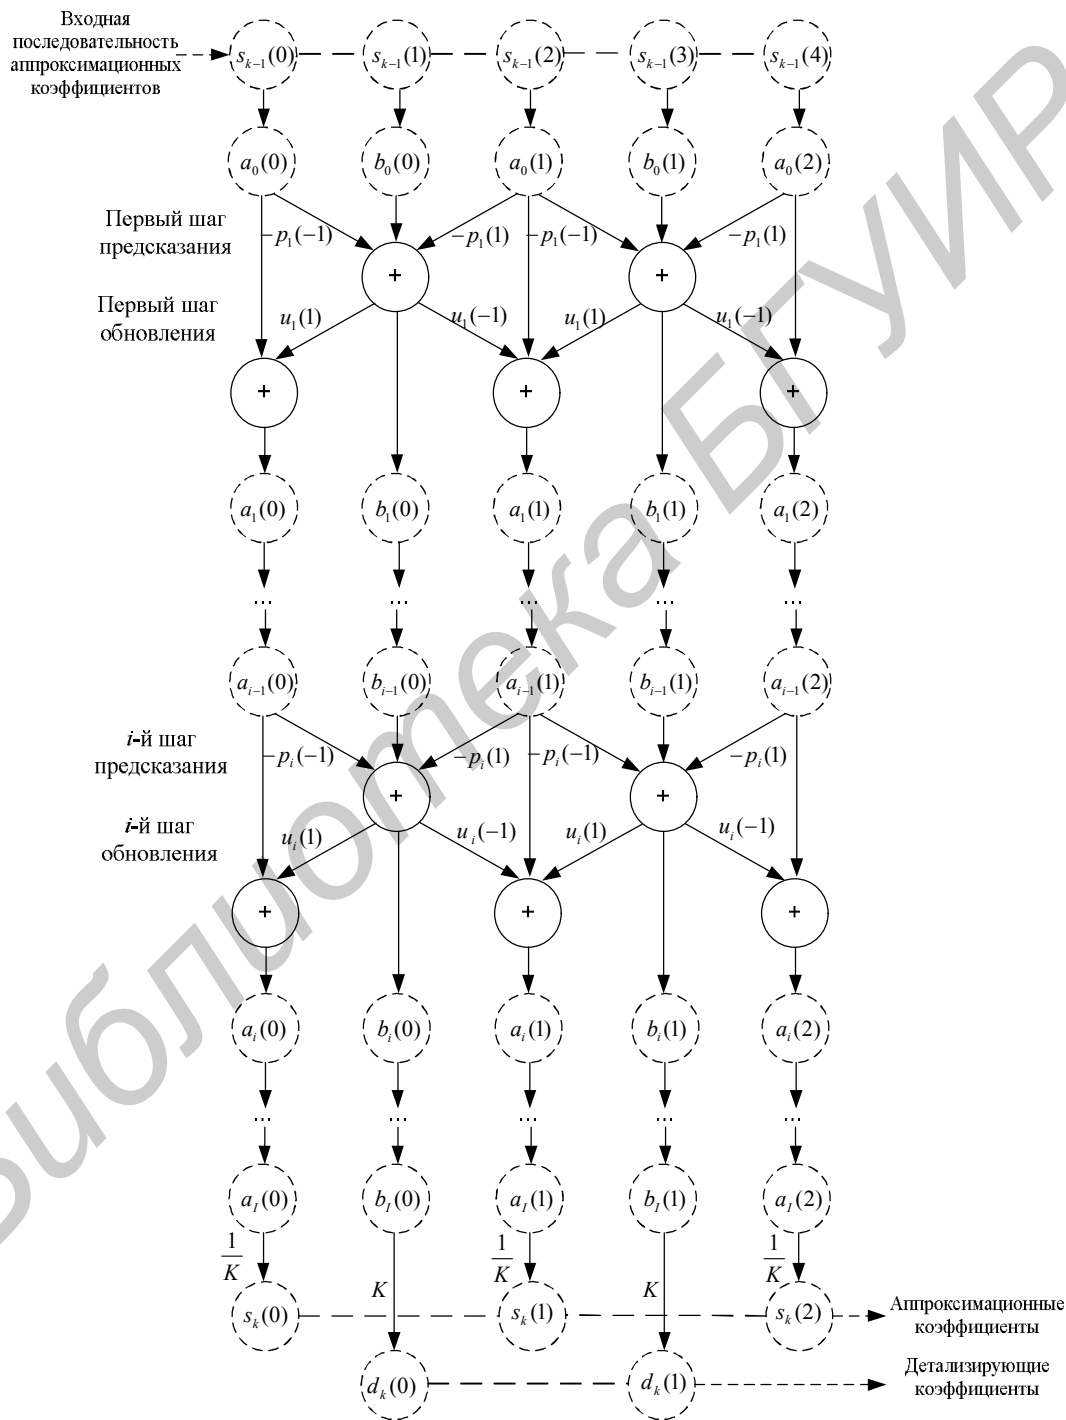 Входная
последовательность
аппроксимационных
коэффициентов
s_{k-1}(0) s_{k-1}(1) s_{k-1}(2) s_{k-1}(3) s_{k-1}(4)
a_0(0) b_0(0) a_0(1) b_0(1) a_0(2)
Первый шаг
предсказания
-p_1(-1) -p_1(1) -p_1(-1) -p_1(1)
+ +
Первый шаг
обновления
u_1(1) u_1(-1) u_1(1) u_1(-1)
+ + +
a_1(0) b_1(0) a_1(1) b_1(1) a_1(2)
... ... ... ... ...
a_{i-1}(0) b_{i-1}(0) a_{i-1}(1) b_{i-1}(1) a_{i-1}(2)
i-й шаг
предсказания
-p_i(-1) -p_i(1) -p_i(-1) -p_i(1)
+ +
i-й шаг
обновления
u_i(1) u_i(-1) u_i(1) u_i(-1)
+ + +
a_i(0) b_i(0) a_i(1) b_i(1) a_i(2)
... ... ... ... ...
a_I(0) b_I(0) a_I(1) b_I(1) a_I(2)
1/K K 1/K K 1/K
s_k(0) s_k(1) s_k(2)
Аппроксимационные
коэффициенты
d_k(0) d_k(1)
Детализирующие
коэффициенты
Библиотека БГУИР